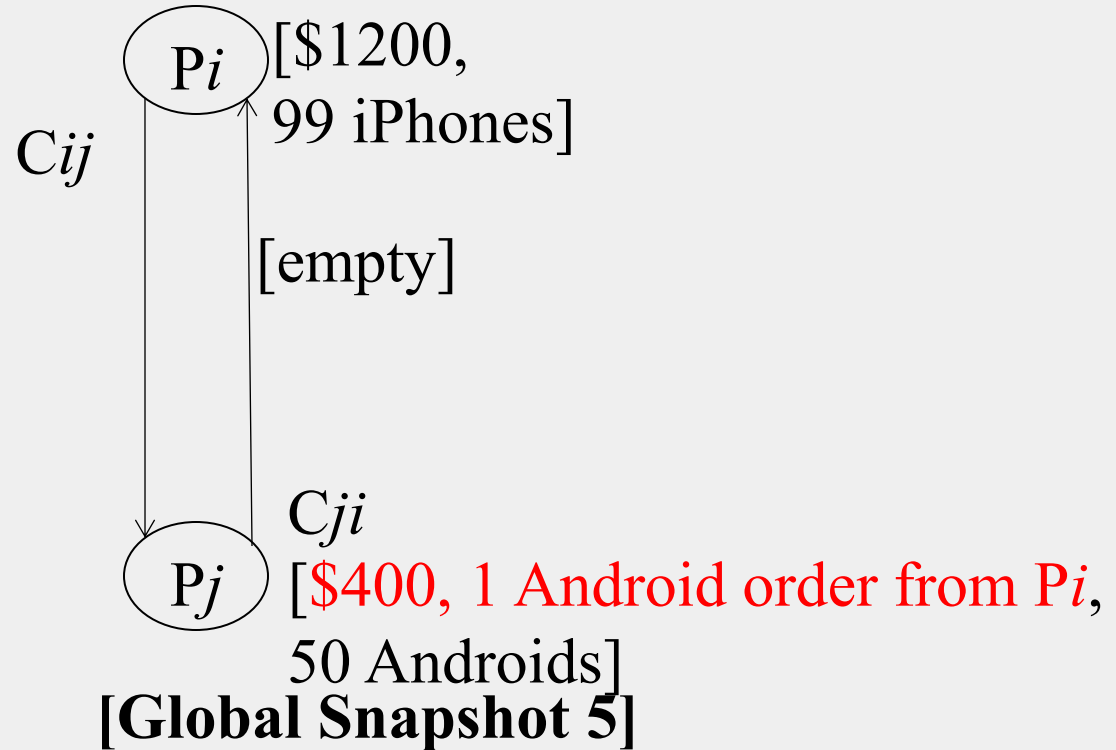 Pi
[$1200,
99 iPhones]
Cij
[empty]
Cji
Pj
[$400, 1 Android order from Pi,
50 Androids]
[Global Snapshot 5]